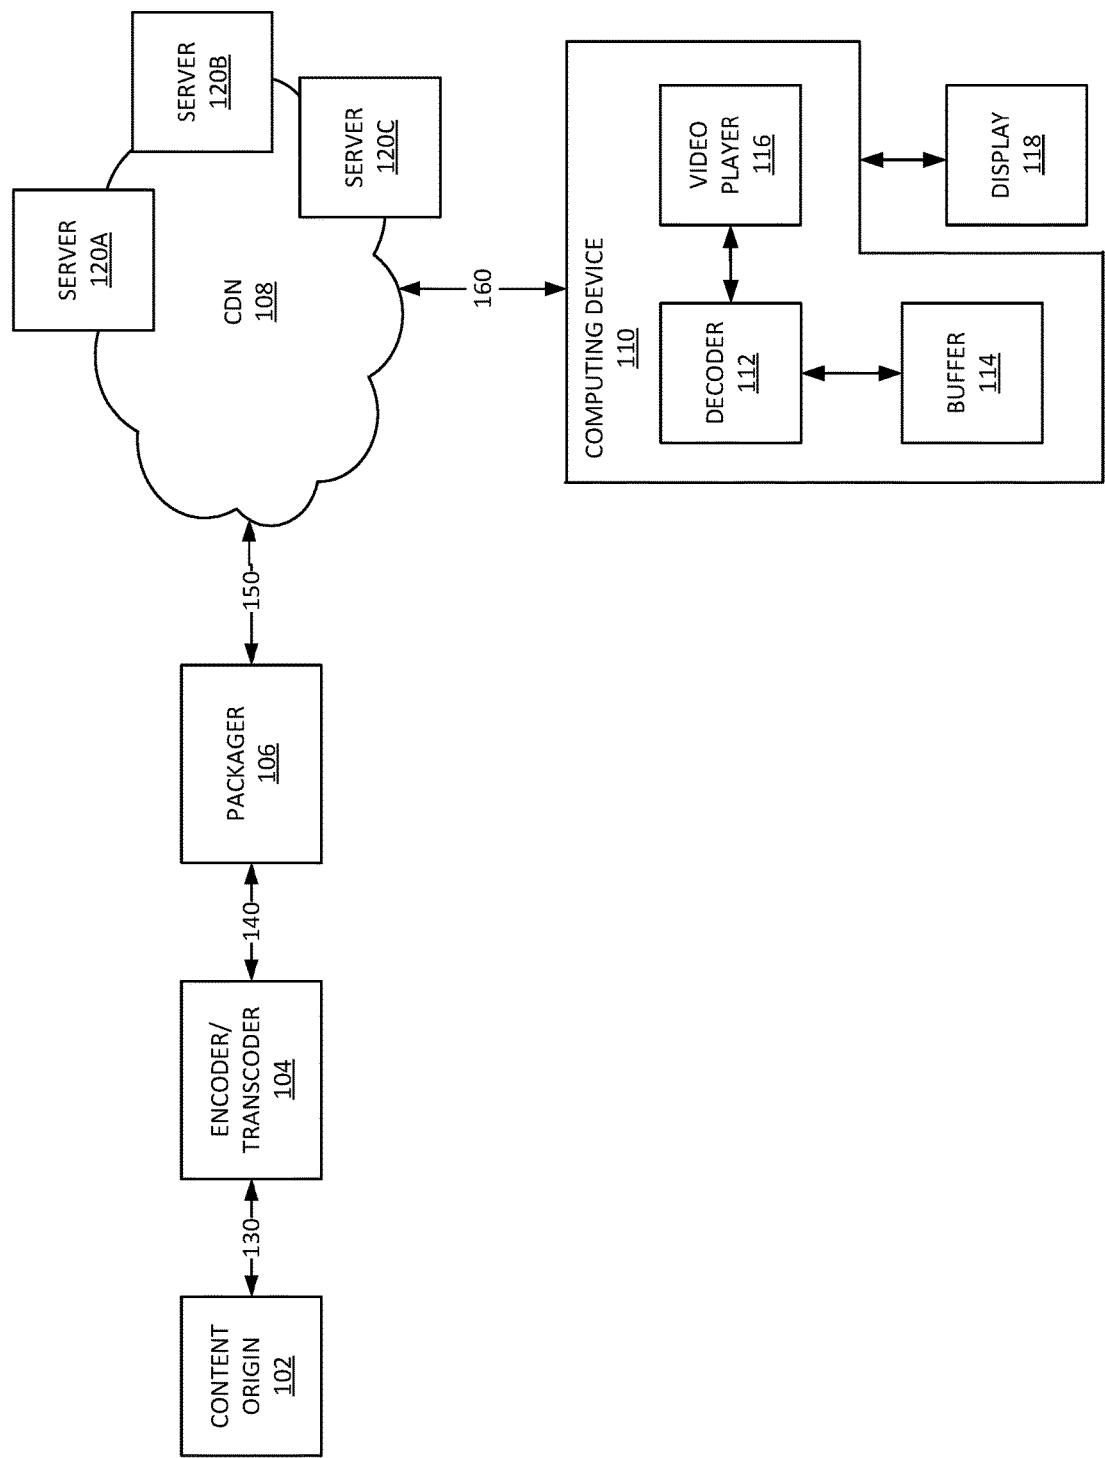 CONTENT
ORIGIN
102
130
ENCODER/
TRANSCODER
104
140
PACKAGER
106
150
CDN
108
SERVER
120A
SERVER
120B
SERVER
120C
160
COMPUTING DEVICE
110
DECODER
112
VIDEO
PLAYER
116
BUFFER
114
DISPLAY
118